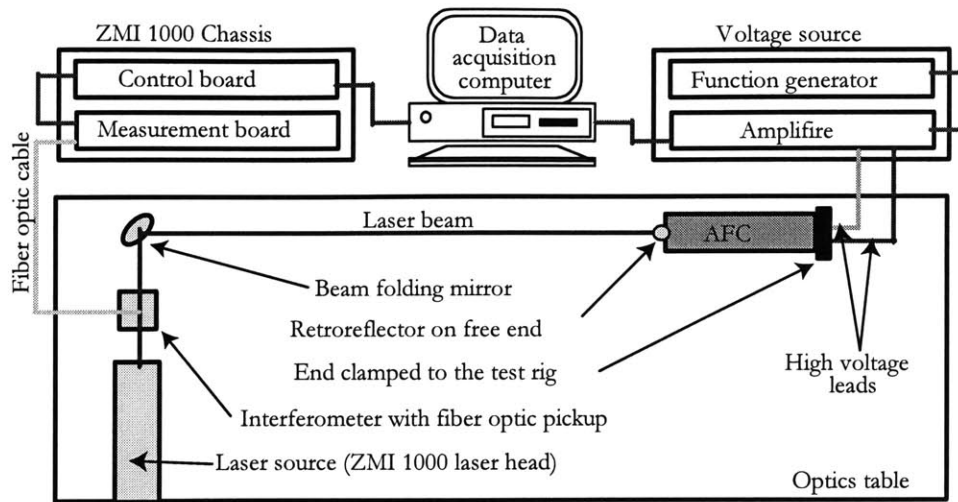 ZMI 1000 Chassis
Control board
Measurement board
Data
acquisition
computer
Voltage source
Function generator
Amplifire
Fiber optic cable
Laser beam
AFC
Beam folding mirror
Retroreflector on free end
End clamped to the test rig
High voltage
leads
Interferometer with fiber optic pickup
Laser source (ZMI 1000 laser head)
Optics table